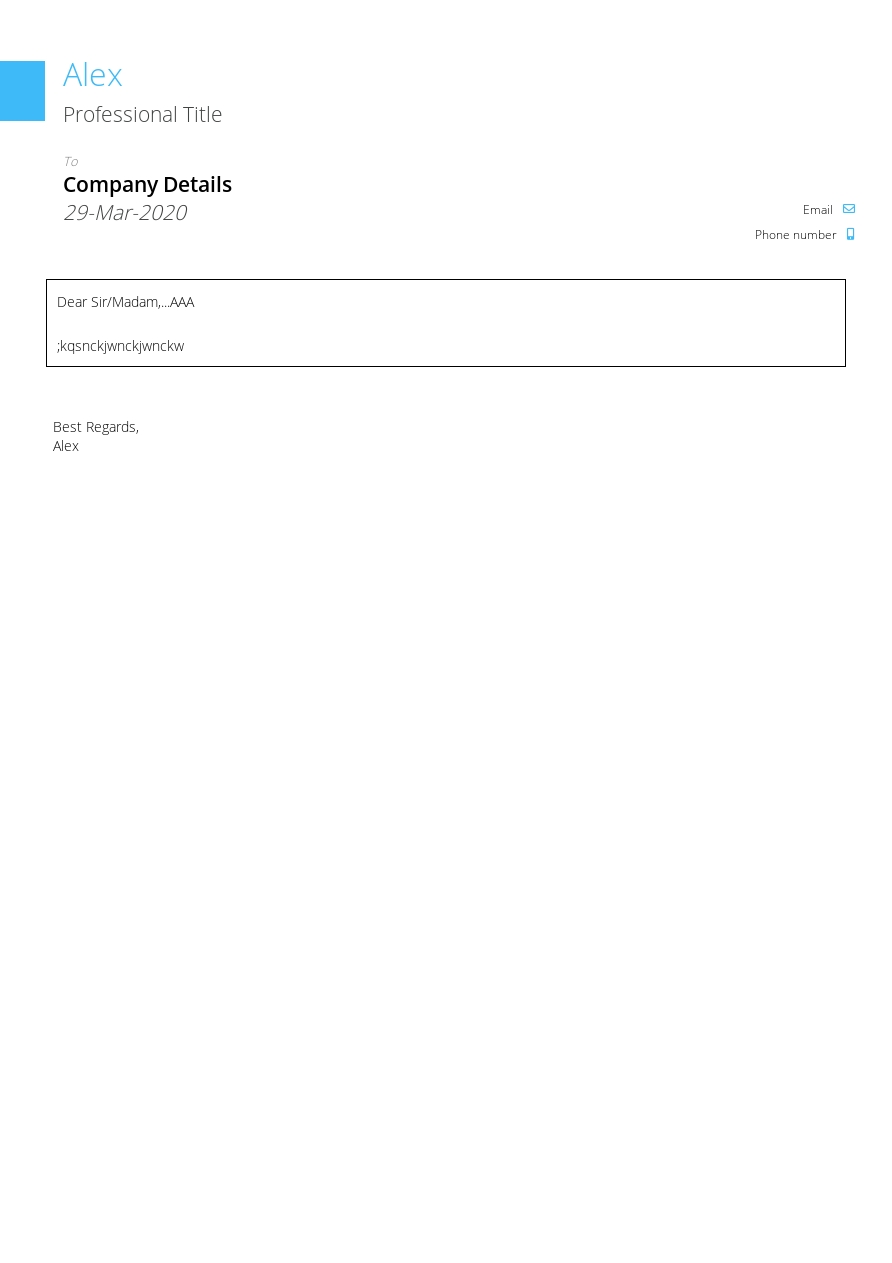 Alex
Professional Title
To
Company Details
29-Mar-2020
Email
Phone number
Dear Sir/Madam,...AAA
;kqsnckjwnckjwnckw
Best Regards,
Alex